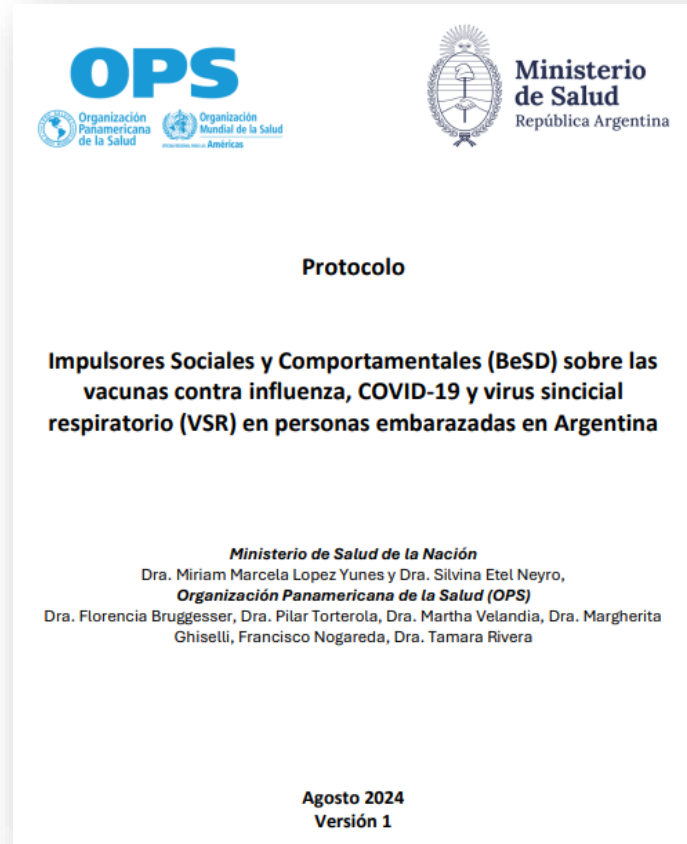 OPS
Organización
Panamericana
de la Salud
Organización
Mundial de la Salud
OFICINA REGIONAL PARA LAS Américas
Ministerio
de Salud
República Argentina
Protocolo
Impulsores Sociales y Comportamentales (BeSD) sobre las
vacunas contra influenza, COVID-19 y virus sincicial
respiratorio (VSR) en personas embarazadas en Argentina
Ministerio de Salud de la Nación
Dra. Miriam Marcela Lopez Yunes y Dra. Silvina Etel Neyro,
Organización Panamericana de la Salud (OPS)
Dra. Florencia Bruggesser, Dra. Pilar Torterola, Dra. Martha Velandia, Dra. Margherita
Ghiselli, Francisco Nogareda, Dra. Tamara Rivera
Agosto 2024
Versión 1